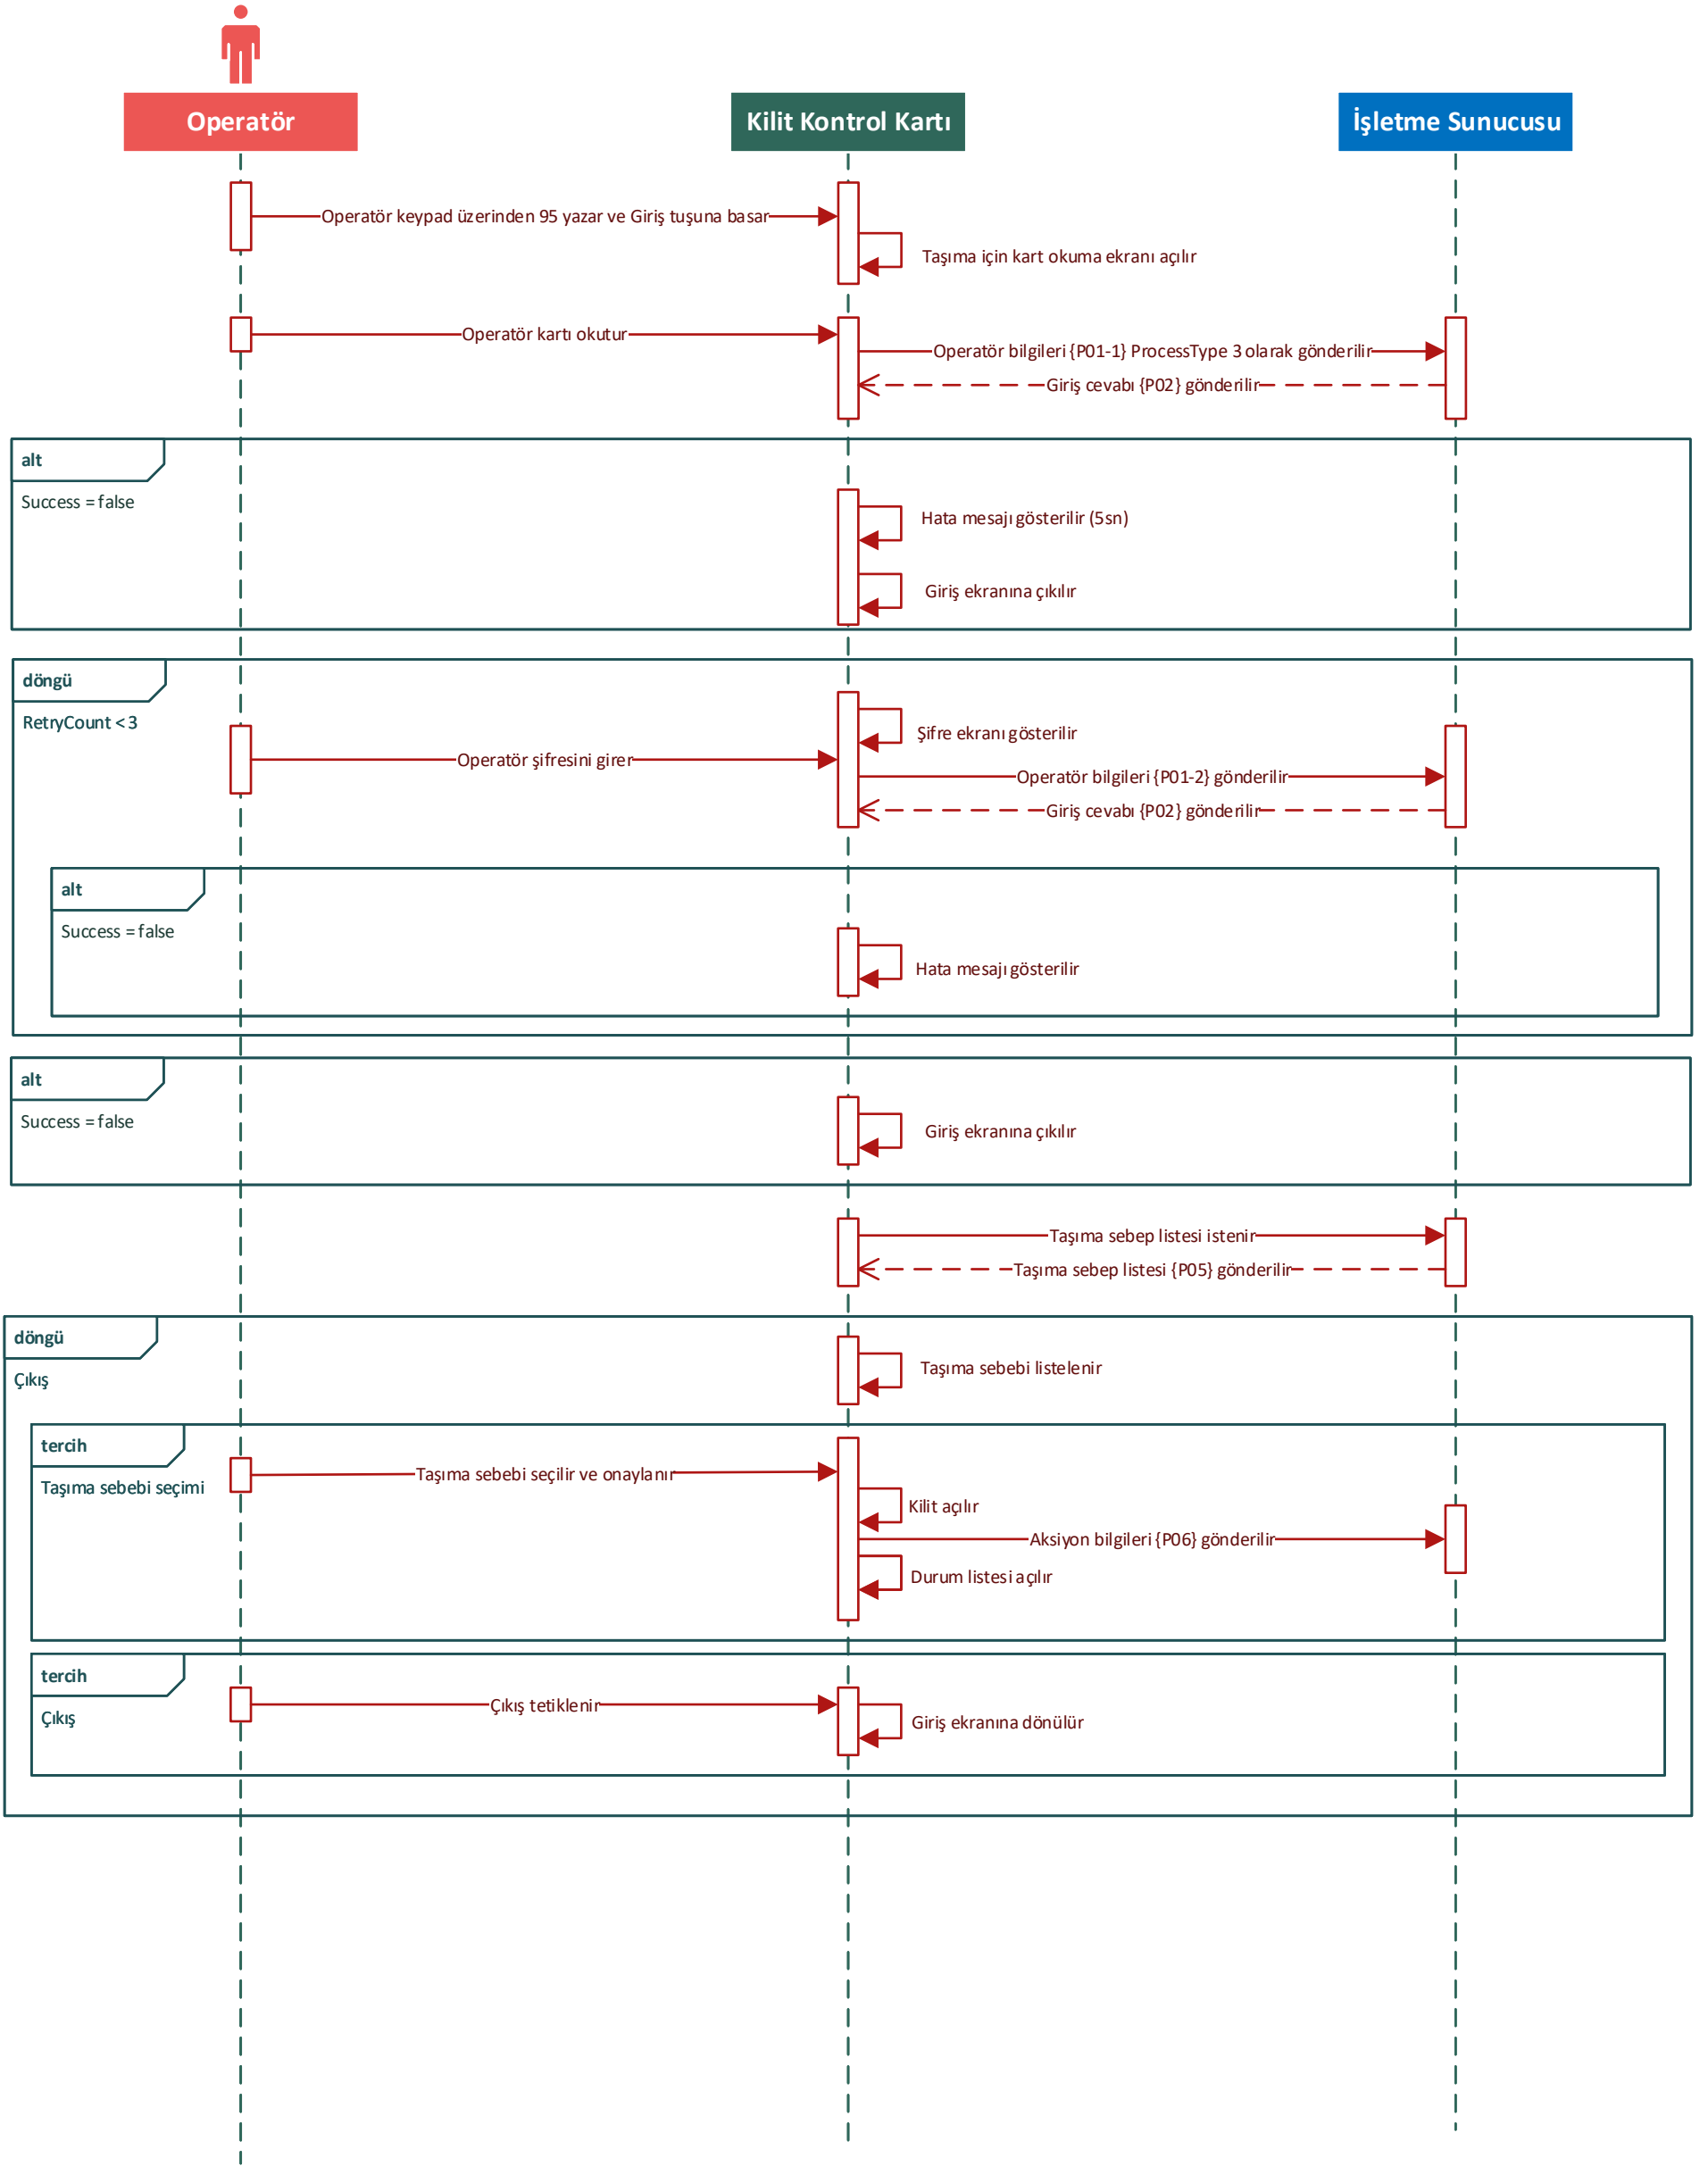 Operatör
Kilit Kontrol Kartı
İşletme Sunucusu
Operatör keypad üzerinden 95 yazar ve Giriş tuşuna basar
Taşıma için kart okuma ekranı açılır
Operatör kartı okutur
Operatör bilgileri {P01-1} ProcessType 3 olarak gönderilir
Giriş cevabı {P02} gönderilir
alt
Success = false
Hata mesajı gösterilir (5sn)
Giriş ekranına çıkılır
döngü
RetryCount < 3
Şifre ekranı gösterilir
Operatör şifresini girer
Operatör bilgileri {P01-2} gönderilir
Giriş cevabı {P02} gönderilir
alt
Success = false
Hata mesajı gösterilir
alt
Success = false
Giriş ekranına çıkılır
Taşıma sebep listesi istenir
Taşıma sebep listesi {P05} gönderilir
döngü
Çıkış
Taşıma sebebi listelenir
tercih
Taşıma sebebi seçimi
Taşıma sebebi seçilir ve onaylanır
Kilit açılır
Aksiyon bilgileri {P06} gönderilir
Durum listesi açılır
tercih
Çıkış
Çıkış tetiklenir
Giriş ekranına dönülür